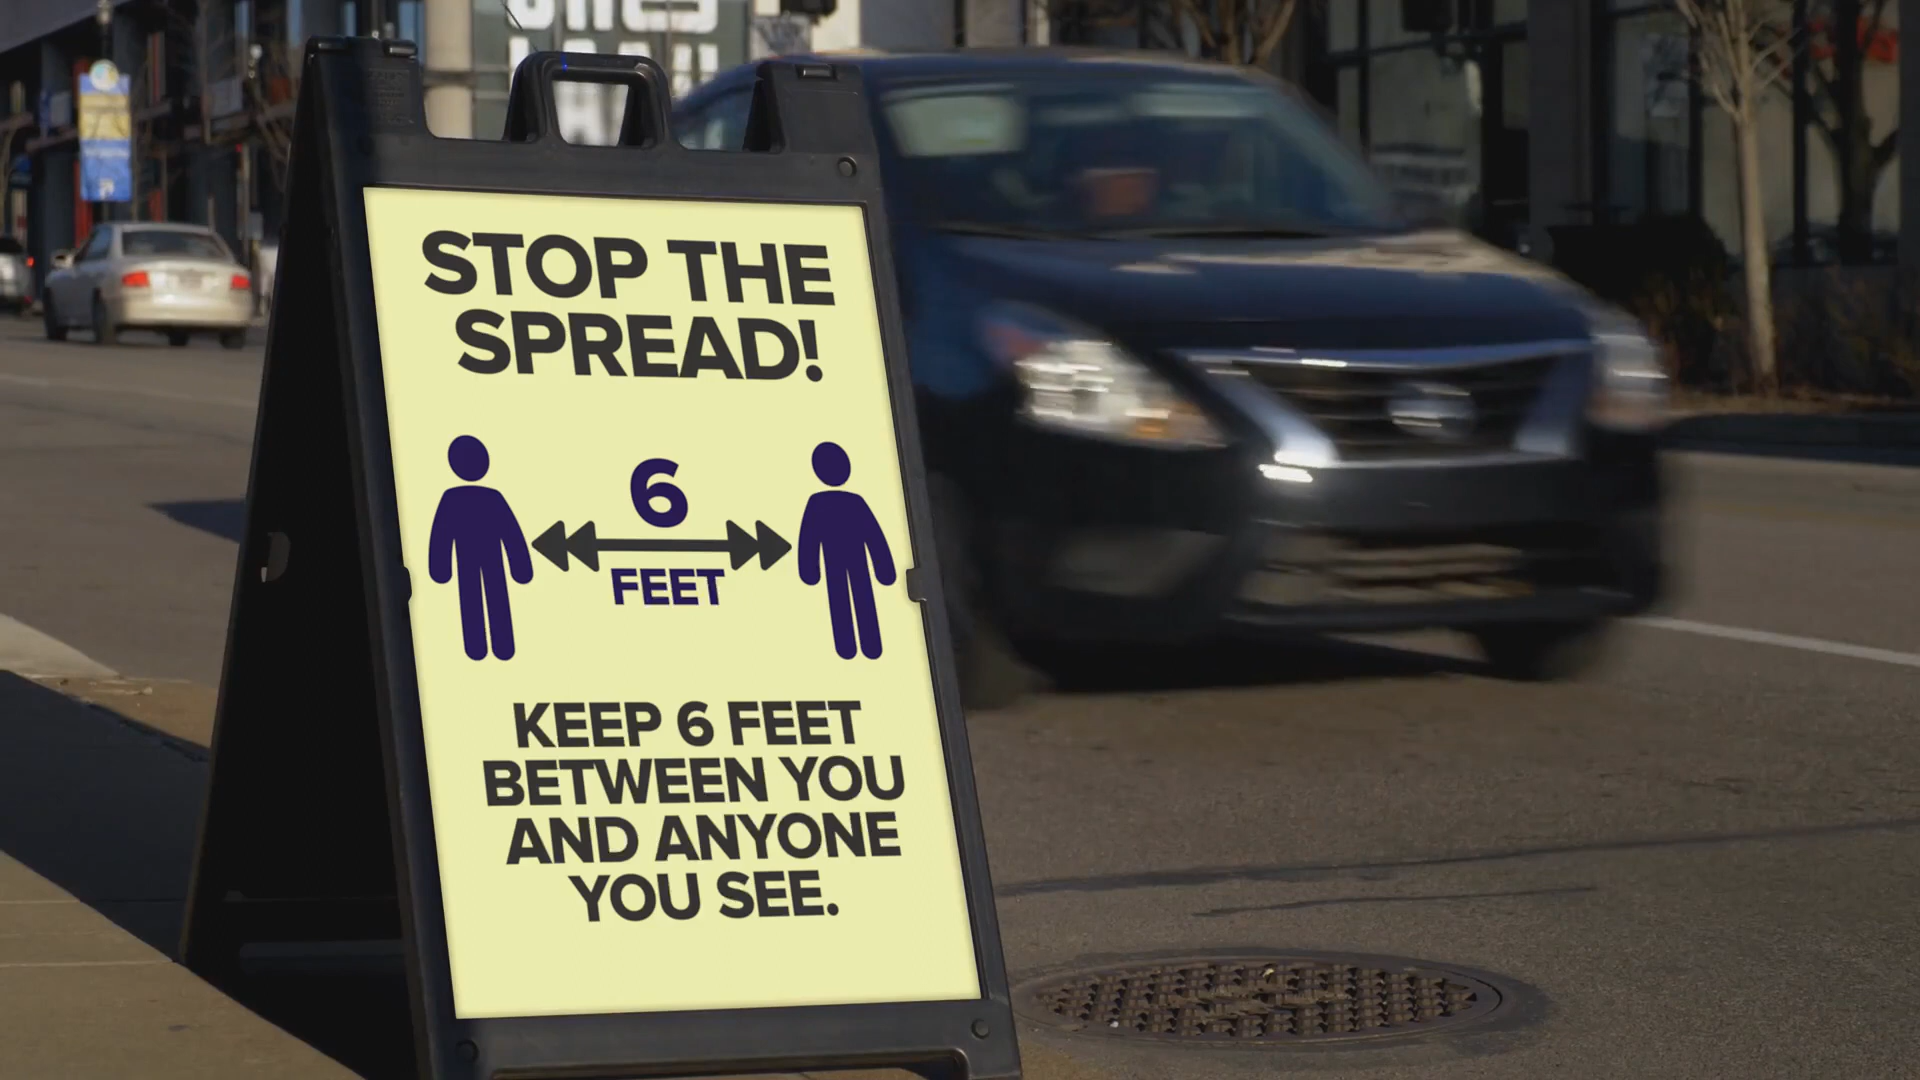 STOP THE
SPREAD!
6
FEET
KEEP 6 FEET
BETWEEN YOU
AND ANYONE
YOU SEE.